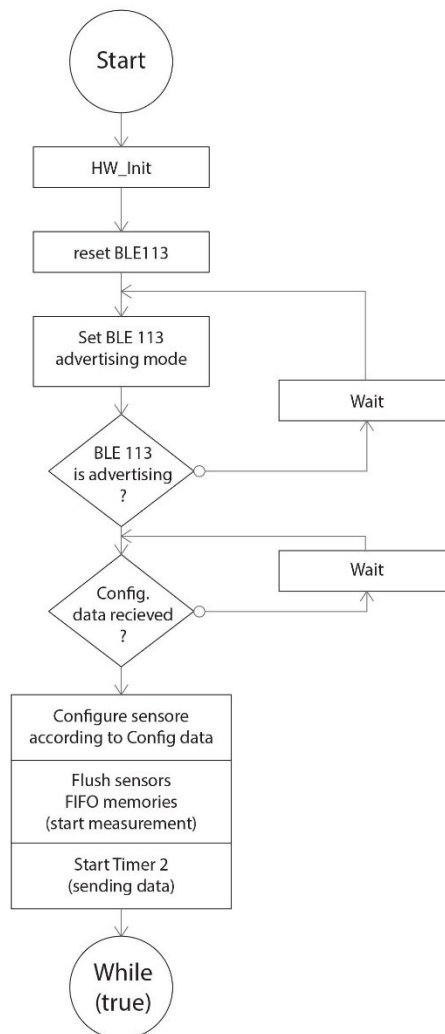 Start
HW_Init
reset BLE113
Set BLE 113
advertising mode
Wait
BLE 113
is advertising
?
Wait
Config.
data recieved
?
Configure sensore
according to Config data
Flush sensors
FIFO memories
(start measurement)
Start Timer 2
(sending data)
While
(true)